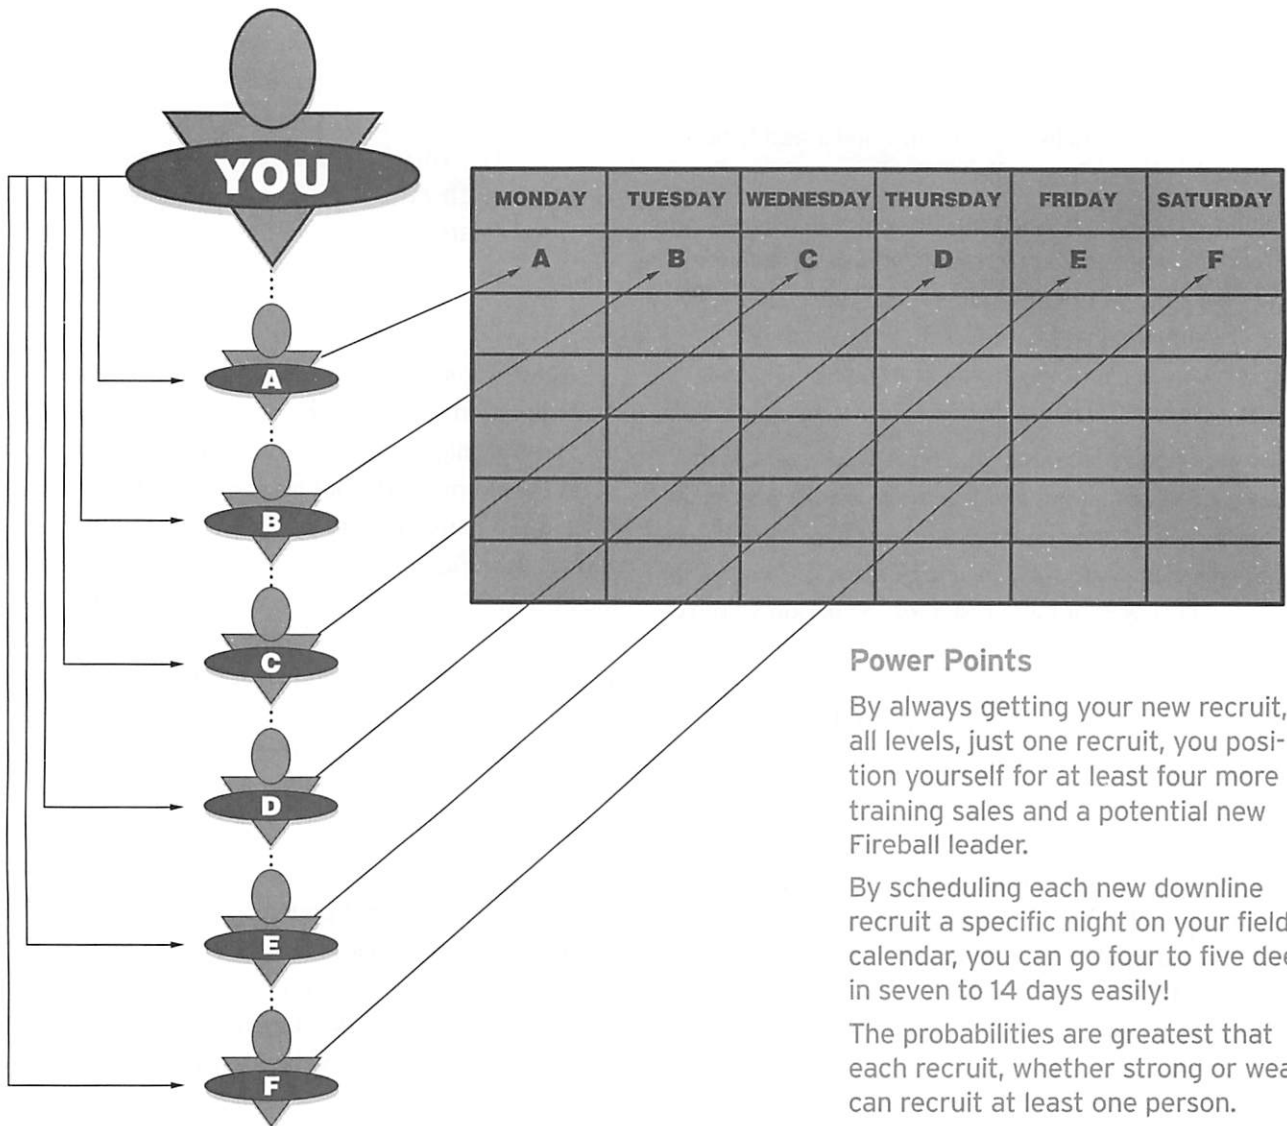 YOU
MONDAY TUESDAY WEDNESDAY THURSDAY FRIDAY SATURDAY
A B C D E F
A
B
C
D
E
F
Power Points
By always getting your new recruit,
all levels, just one recruit, you posi-
tion yourself for at least four more
training sales and a potential new
Fireball leader.
By scheduling each new downline
recruit a specific night on your field
calendar, you can go four to five
in seven to 14 days easily!
The probabilities are greatest that
each recruit, whether strong or
can recruit at least one person.